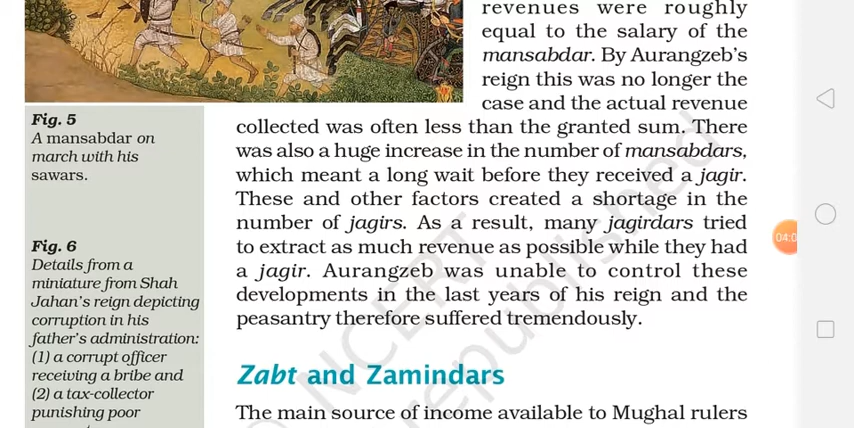 revenues were roughly
equal to the salary of the
mansabdar. By Aurangzeb's
reign this was no longer the
case and the actual revenue
collected was often less than the granted sum. There
was also a huge increase in the number of mansabdars,
which meant a long wait before they received a jagir.
These and other factors created a shortage in the
number of jagirs. As a result, many jagirdars tried
to extract as much revenue as possible while they had
a jagir. Aurangzeb was unable to control these
developments in the last years of his reign and the
peasantry therefore suffered tremendously.
Zabt and Zamindars
The main source of income available to Mughal rulers
Fig. 5
A mansabdar on
march with his
sawars.
Fig. 6
Details from a
miniature from Shah
Jahan's reign depicting
corruption in his
father's administration:
(1) a corrupt officer
receiving a bribe and
(2) a tax-collector
punishing poor
© NCERT
republished
04:0